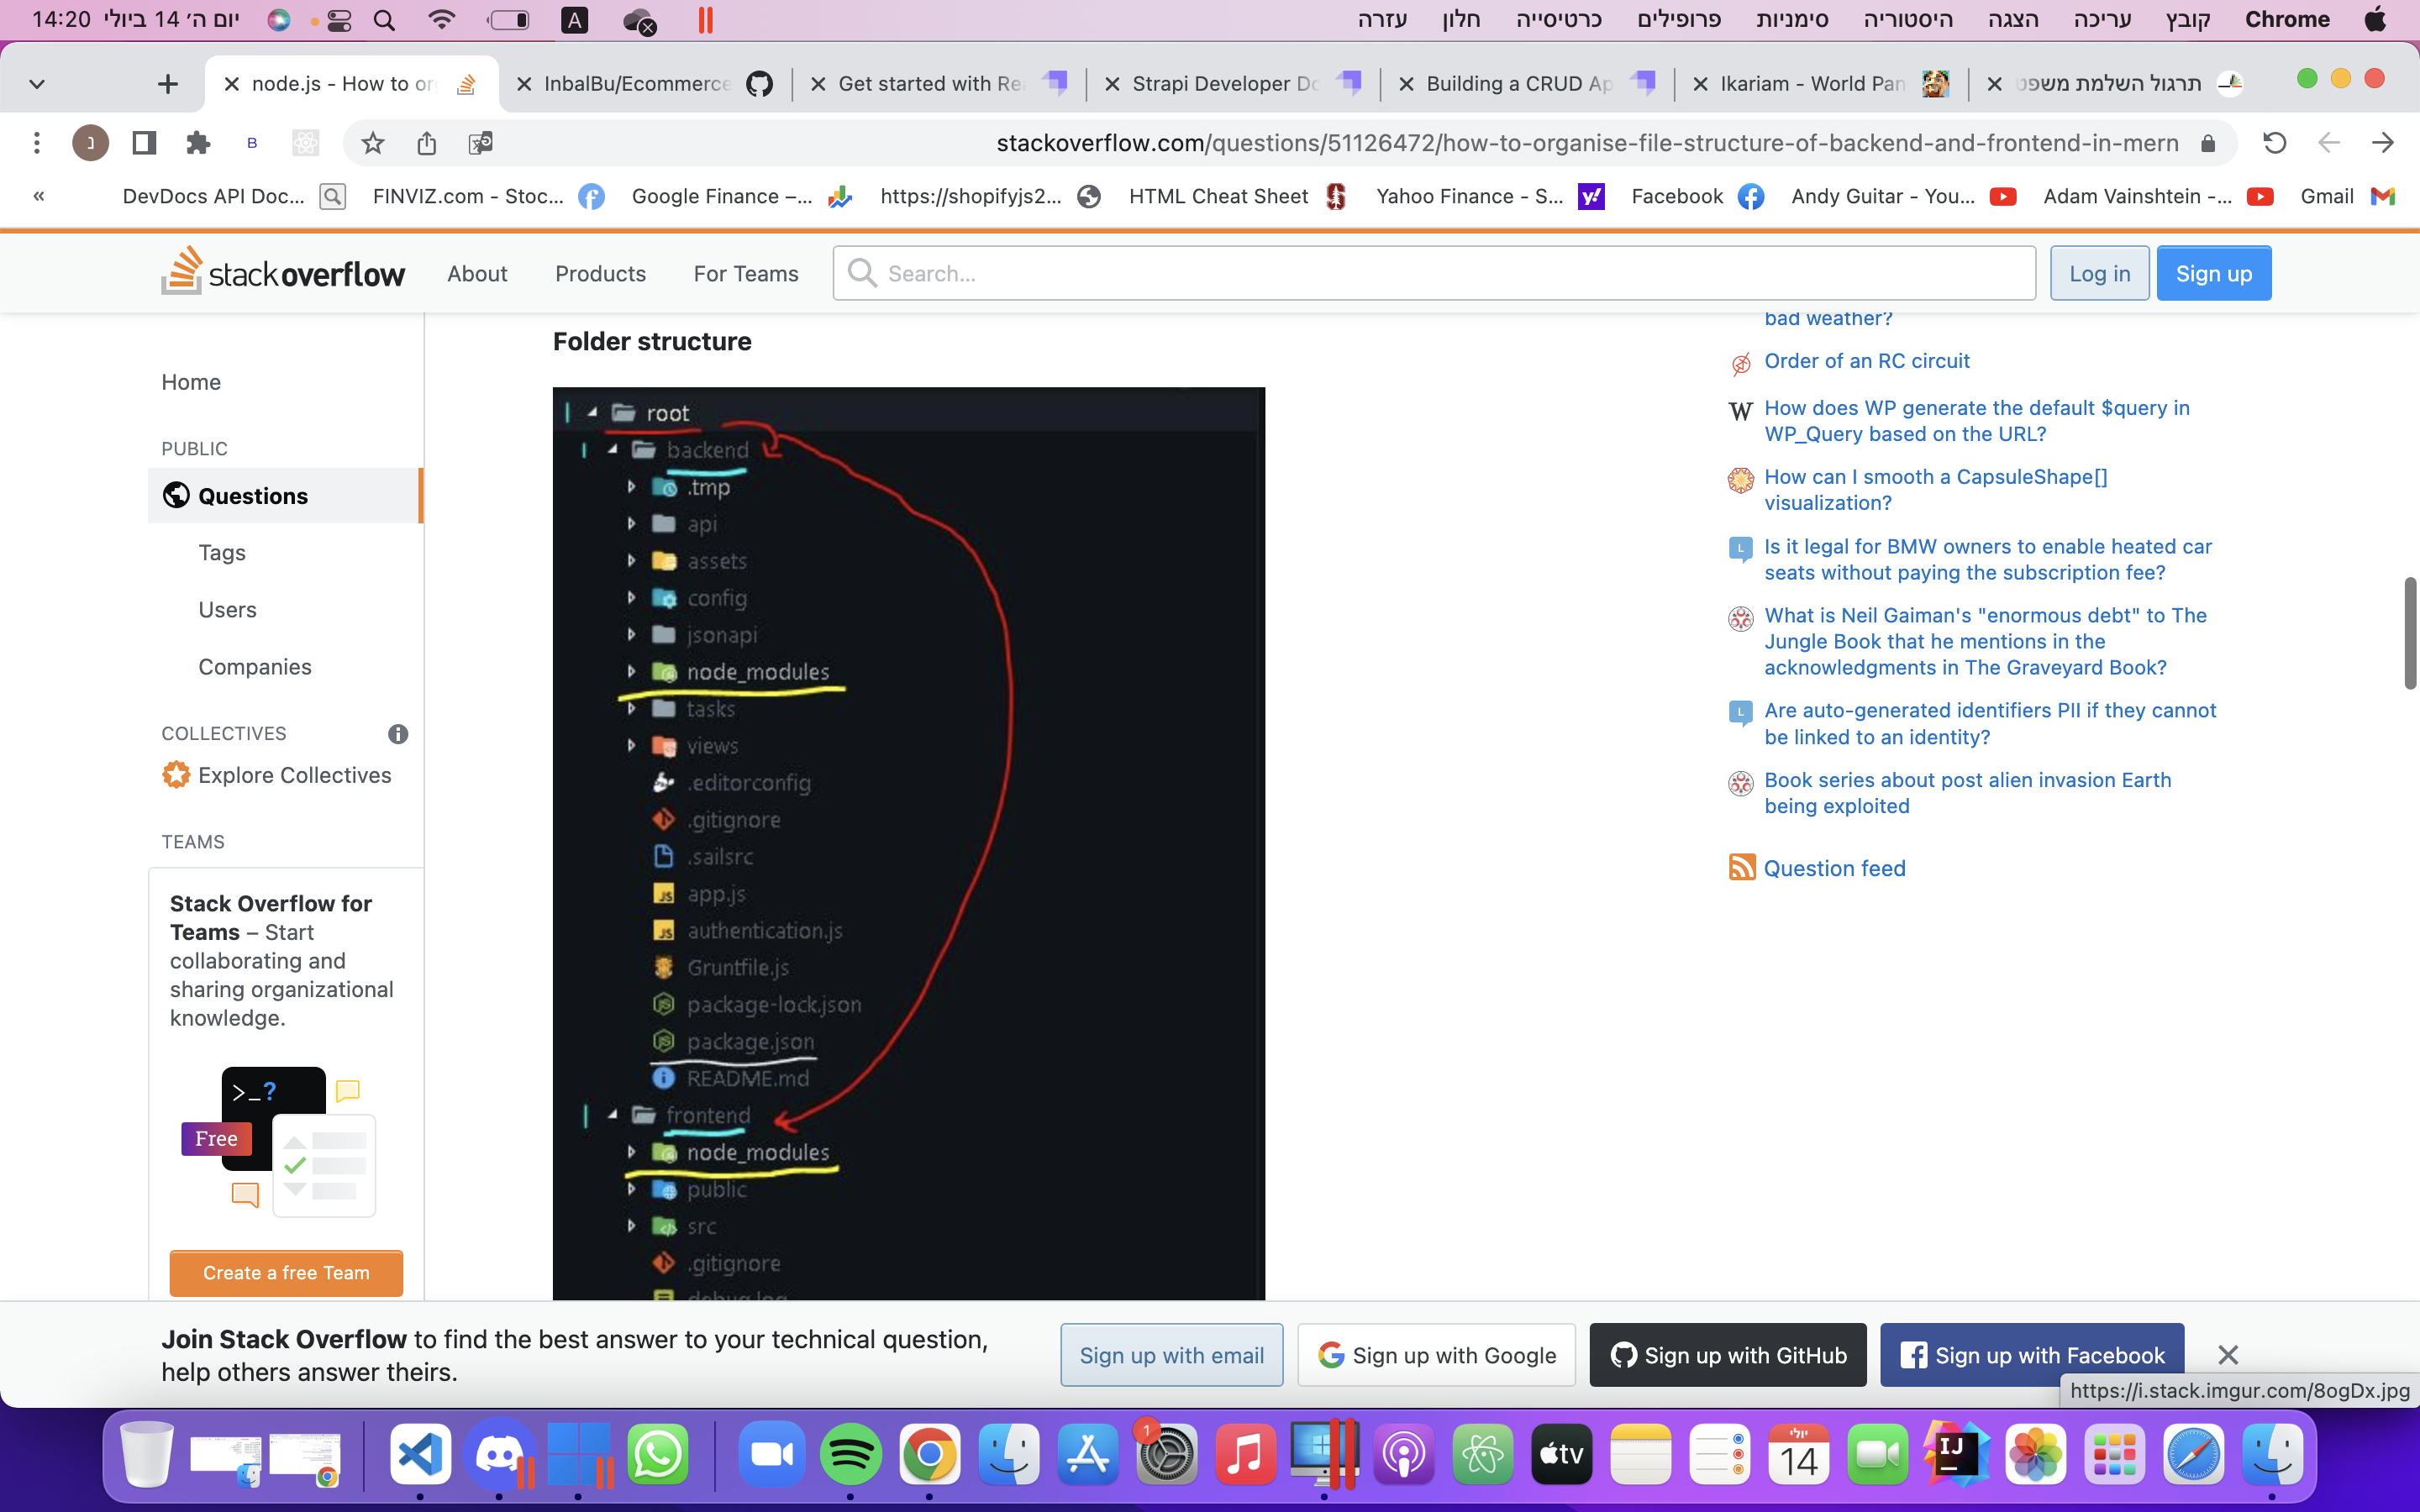 Chrome קובץ עריכה הצגה היסטוריה סימניות פרופילים כרטיסייה חלון עזרה
A
יום ה׳ 14 ביולי 14:20
node.js - How to or
InbalBu/Ecommerce
Get started with Re
Strapi Developer Do
Building a CRUD Ap
Ikariam - World Pan
תרגול השלמת משפט
נ
B
stackoverflow.com/questions/51126472/how-to-organise-file-structure-of-backend-and-frontend-in-mern
«
DevDocs API Doc...
FINVIZ.com - Stoc...
Google Finance –...
https://shopifyjs2...
HTML Cheat Sheet
Yahoo Finance - S...
Facebook
Andy Guitar - You...
Adam Vainshtein -...
Gmail
stackoverflow
About
Products
For Teams
Search...
Log in
Sign up
Home
PUBLIC
Questions
Tags
Users
Companies
COLLECTIVES
Explore Collectives
TEAMS
Stack Overflow for
Teams – Start
collaborating and
sharing organizational
knowledge.
>_?
Free
Create a free Team
Folder structure
root
backend
.tmp
api
assets
config
jsonapi
node_modules
tasks
views
.editorconfig
.gitignore
.sailsrc
app.js
authentication.js
Gruntfile.js
package-lock.json
package.json
README.md
frontend
node_modules
public
src
.gitignore
debug.log
bad weather?
Order of an RC circuit
How does WP generate the default $query in
WP_Query based on the URL?
How can I smooth a CapsuleShape[]
visualization?
Is it legal for BMW owners to enable heated car
seats without paying the subscription fee?
What is Neil Gaiman's "enormous debt" to The
Jungle Book that he mentions in the
acknowledgments in The Graveyard Book?
Are auto-generated identifiers PII if they cannot
be linked to an identity?
Book series about post alien invasion Earth
being exploited
Question feed
Join Stack Overflow to find the best answer to your technical question,
help others answer theirs.
Sign up with email
Sign up with Google
Sign up with GitHub
Sign up with Facebook
https://i.stack.imgur.com/8ogDx.jpg
1
tv
יולי
14
IJ